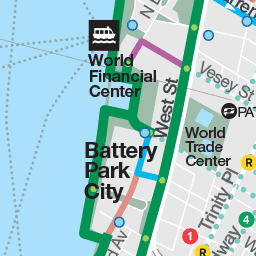 N
World
Financial
Center
West St
Vesey St
PAT
World
Trade
Center
Battery
Park
City
R
Trinity Pl
4
1
R
d Av
dway